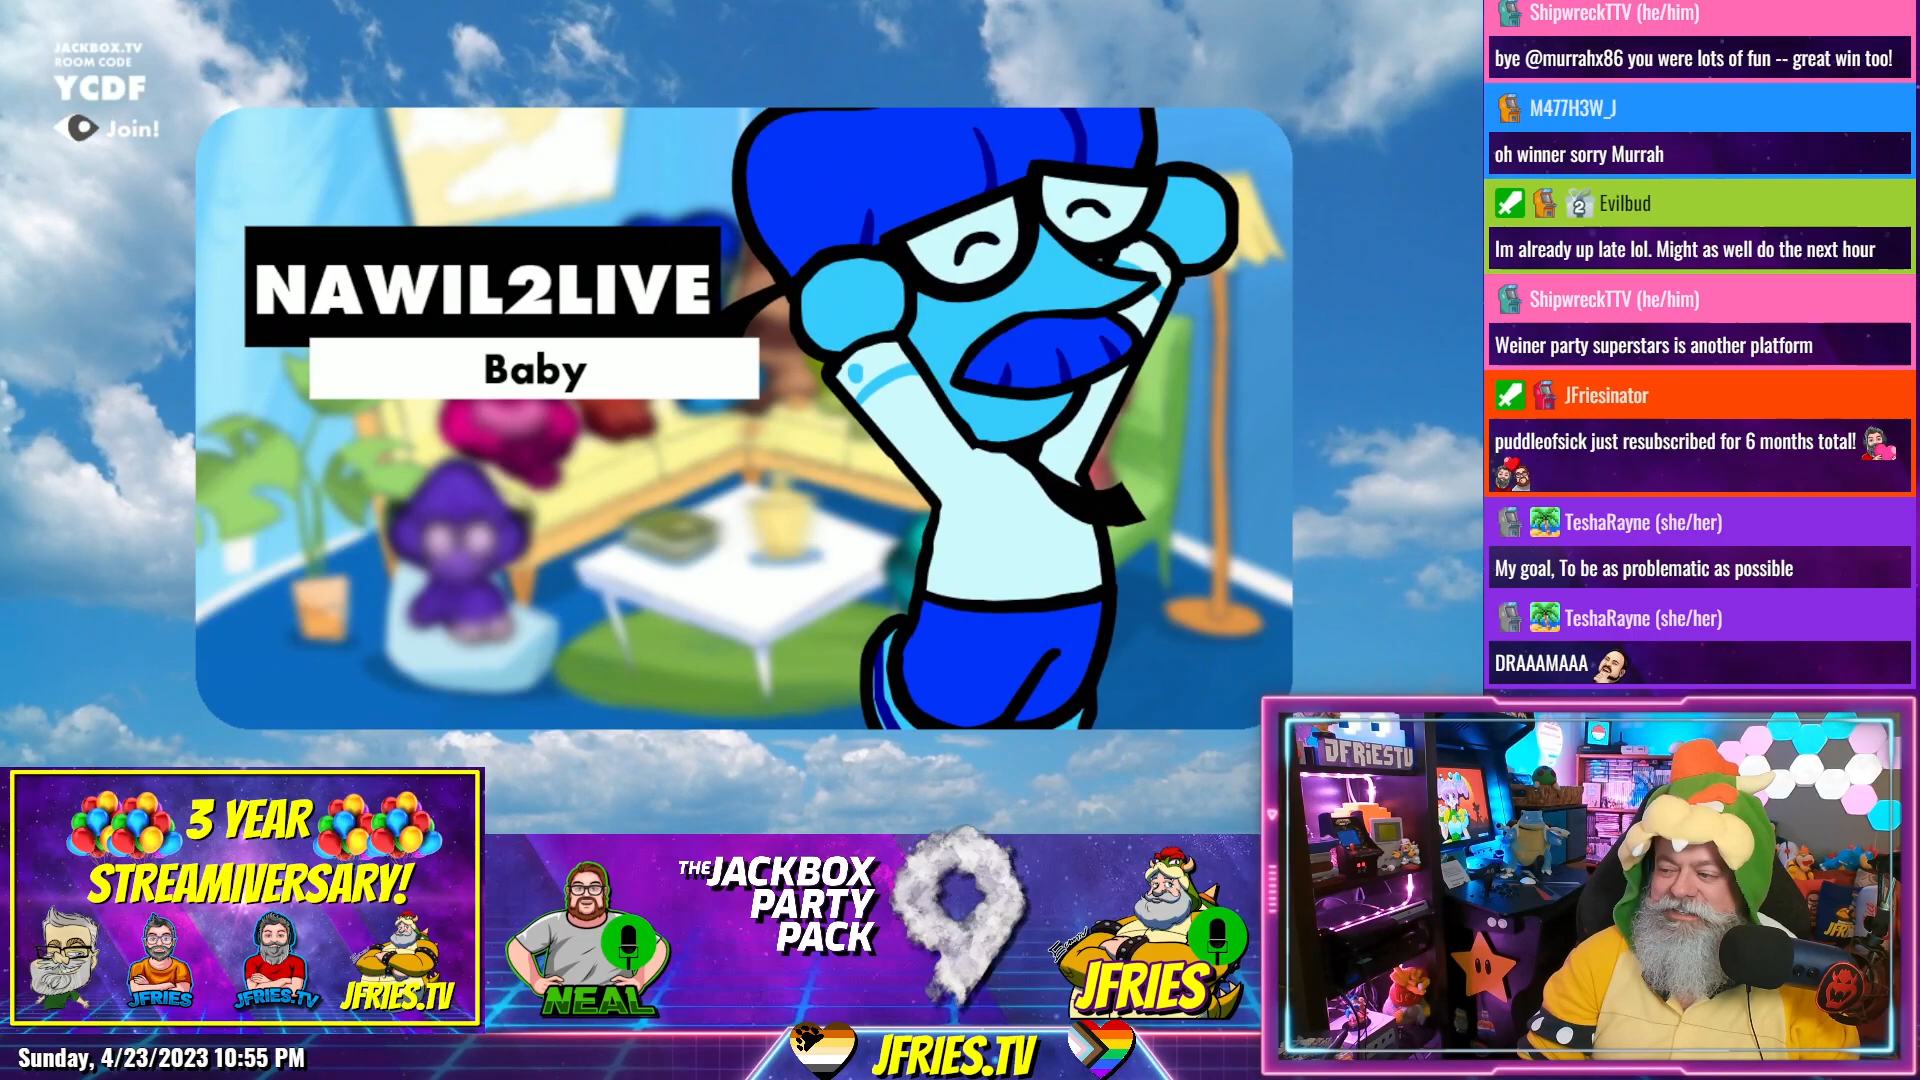 JACKBOX.TV
ROOM CODE
YCDF
Join!
NAWIL2LIVE
Baby
ShipwreckTTV (he/him)
bye @murrahx86 you were lots of fun -- great win too!
M477H3W_J
oh winner sorry Murrah
2 Evilbud
Im already up late lol. Might as well do the next hour
ShipwreckTTV (he/him)
Weiner party superstars is another platform
JFriesinator
puddleofsick just resubscribed for 6 months total!
TeshaRayne (she/her)
My goal, To be as problematic as possible
TeshaRayne (she/her)
DRAAAMAAA
3 YEAR
STREAMIVERSARY!
JFRIES
JFRIES.TV
JFRIES.TV
NEAL
THE JACKBOX
PARTY
PACK
9
JFRIES
JFRIES.TV
JFRIESTV
Sunday, 4/23/2023 10:55 PM